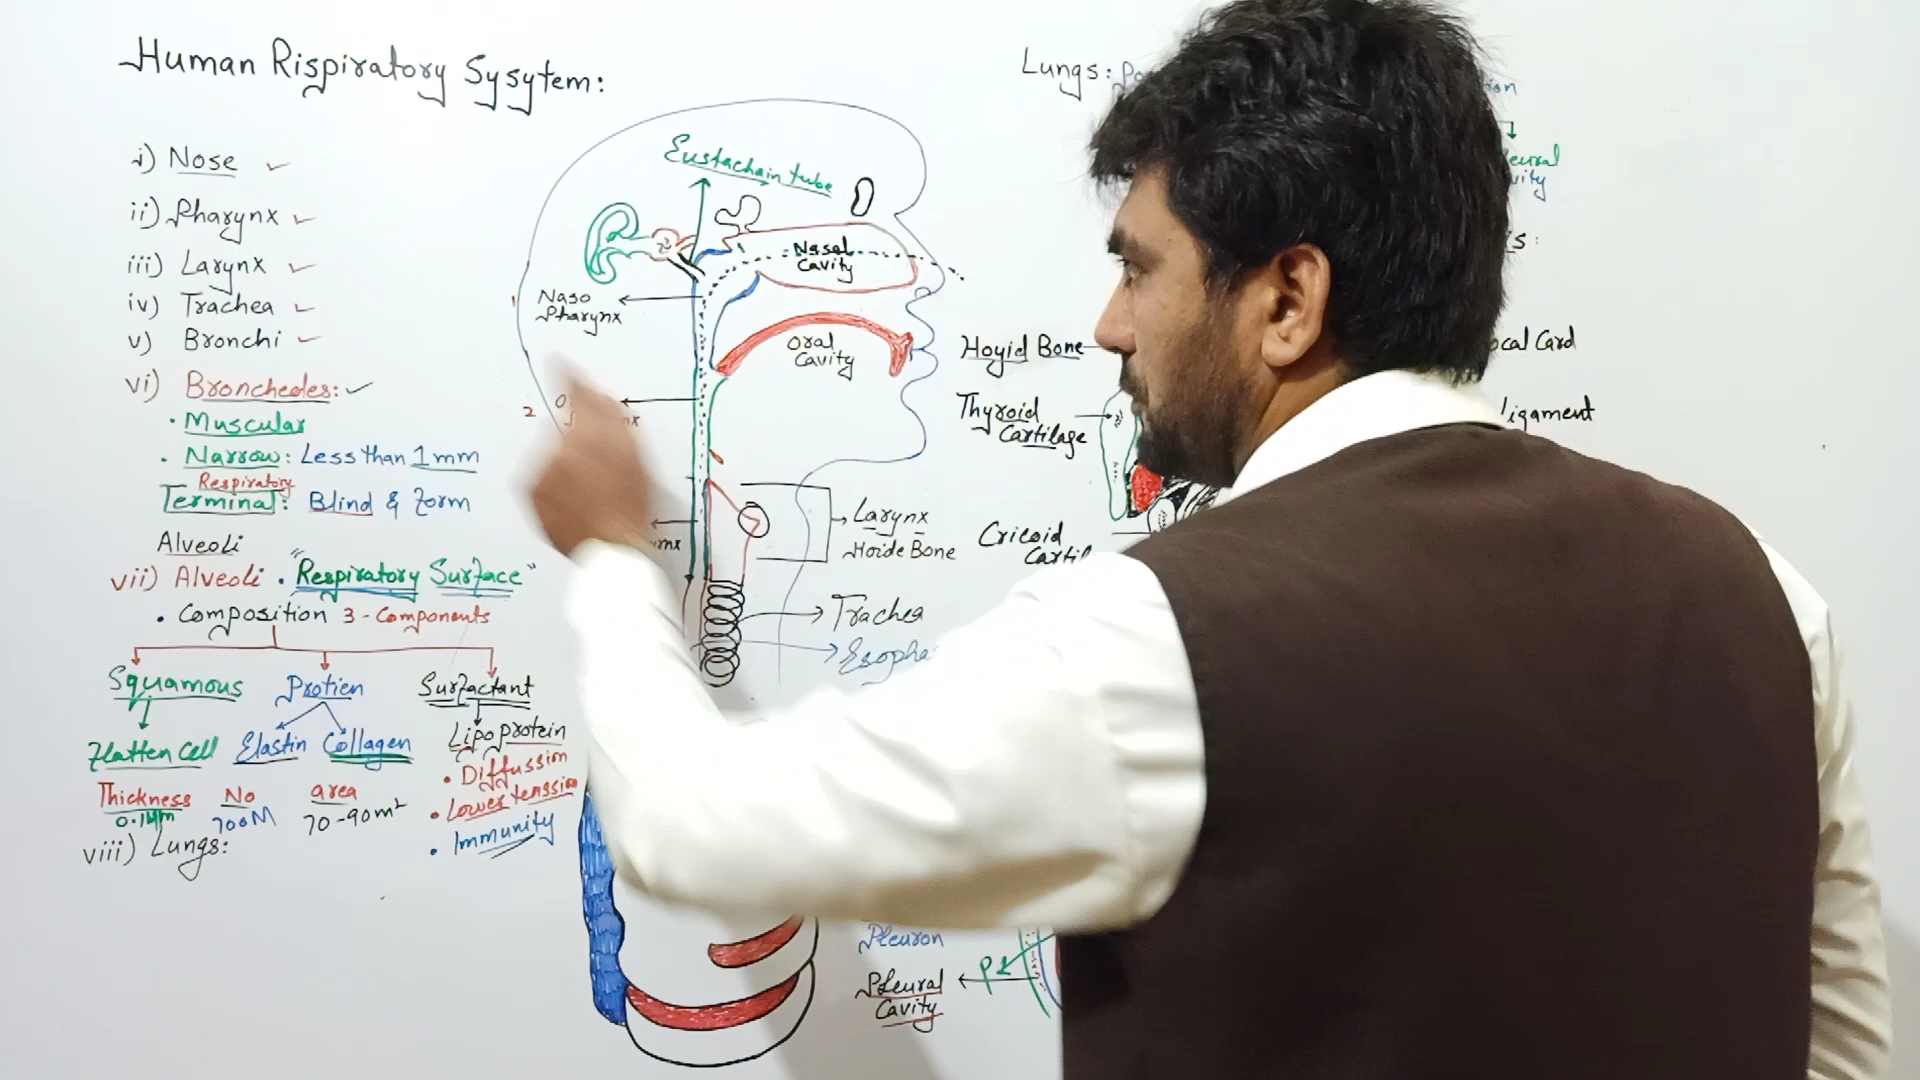 Human Rispiratory Sysytem:
i) Nose
ii) Pharynx
iii) Larynx
iv) Trachea
v) Bronchi
vi) Broncheoles:
• Muscular
• Narrow: Less than 1mm
Respiratory
Terminal: Blind & form
Alveoli
vii) Alveoli • "Respiratory Surface"
• Composition 3-Components
Squamous Protien Surfactant
Flatten Cell Elastin Collagen Lipoprotein
• Diffussion
• Lower tenssion
• Immunity
Thickness No area
700M 70-90m²
viii) Lungs:
Eustachain tube
Nasal
Cavity
Naso
Pharynx
1
Oral
Cavity
2
Larynx
Hoide Bone
Trachea
Lungs:
Hoyid Bone
Thyroid
Cartilage
Cricoid
ligament
Pleuron
Pleural
Cavity